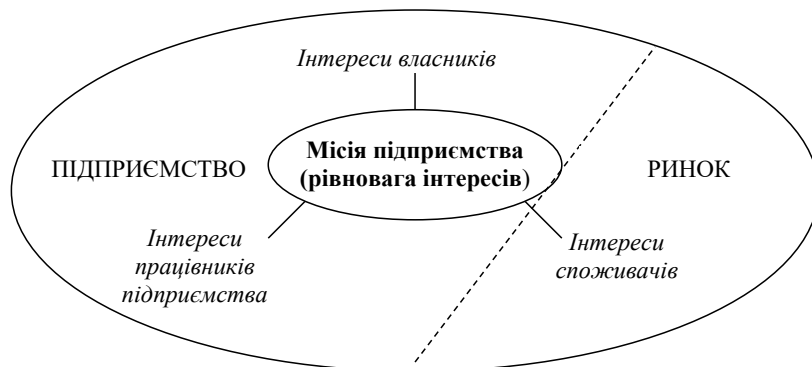 Інтереси власників
Місія підприємства
(рівновага інтересів)
ПІДПРИЄМСТВО
РИНОК
Інтереси
працівників
підприємства
Інтереси
споживачів